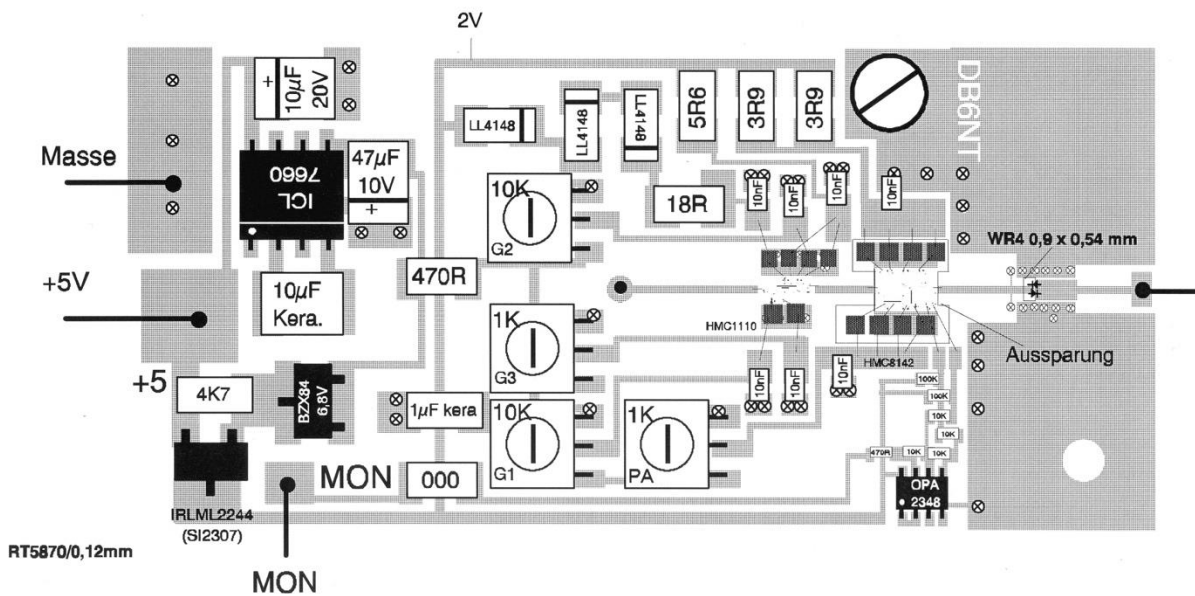 2V
DB6NT
10µF
20V
Masse
ICL
7660
47µF
10V
LL4148
LL4148
LL4148
5R6
3R9
3R9
10K
G2
18R
10nF
10nF
10nF
10nF
WR4 0,9 x 0,54 mm
+5V
10µF
Kera.
470R
1K
G3
HMC1110
HMC8142
Aussparung
+5
4K7
BZX84
6,8V
1µF kera
10nF
10nF
10nF
100K
100K
10K
10K
10K
10K
470R
10K
G1
1K
PA
MON
000
OPA
2348
IRLML2244
(SI2307)
RT5870/0,12mm
MON